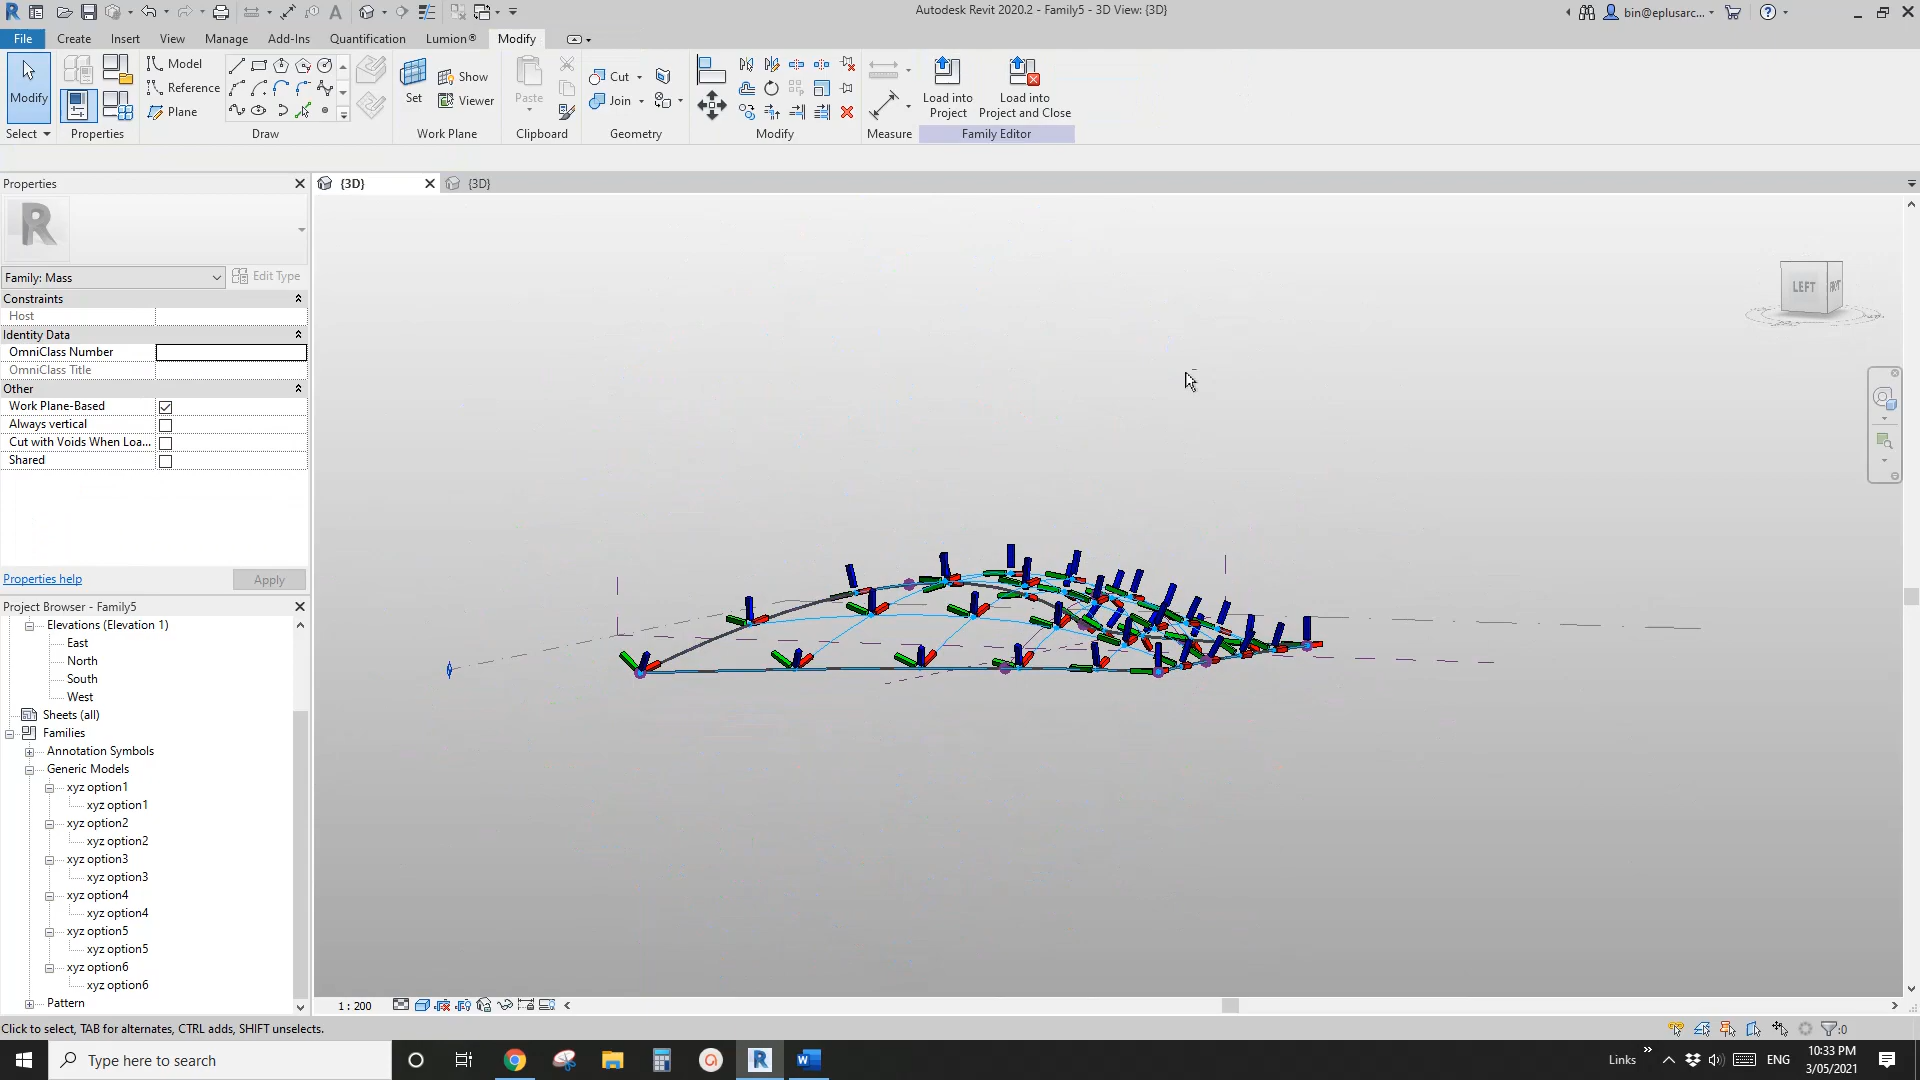 Autodesk Revit 2020.2 - Family5 - 3D View: {3D}
bin@eplusarc...
File
Create
Insert
View
Manage
Add-Ins
Quantification
Lumion®
Modify
Modify
Select
Properties
Model
Reference
Plane
Draw
Set
Show
Viewer
Work Plane
Paste
Clipboard
Cut
Join
Geometry
Modify
Measure
Load into
Project
Load into
Project and Close
Family Editor
Properties
{3D}
{3D}
R
Family: Mass
Edit Type
Constraints
Host
Identity Data
OmniClass Number
OmniClass Title
Other
Work Plane-Based
Always vertical
Cut with Voids When Loa...
Shared
Properties help
Apply
Project Browser - Family5
Elevations (Elevation 1)
East
North
South
West
Sheets (all)
Families
Annotation Symbols
Generic Models
xyz option1
xyz option1
xyz option2
xyz option2
xyz option3
xyz option3
xyz option4
xyz option4
xyz option5
xyz option5
xyz option6
xyz option6
Pattern
LEFT
1 : 200
Click to select, TAB for alternates, CTRL adds, SHIFT unselects.
:0
Type here to search
Links
ENG
10:33 PM
3/05/2021